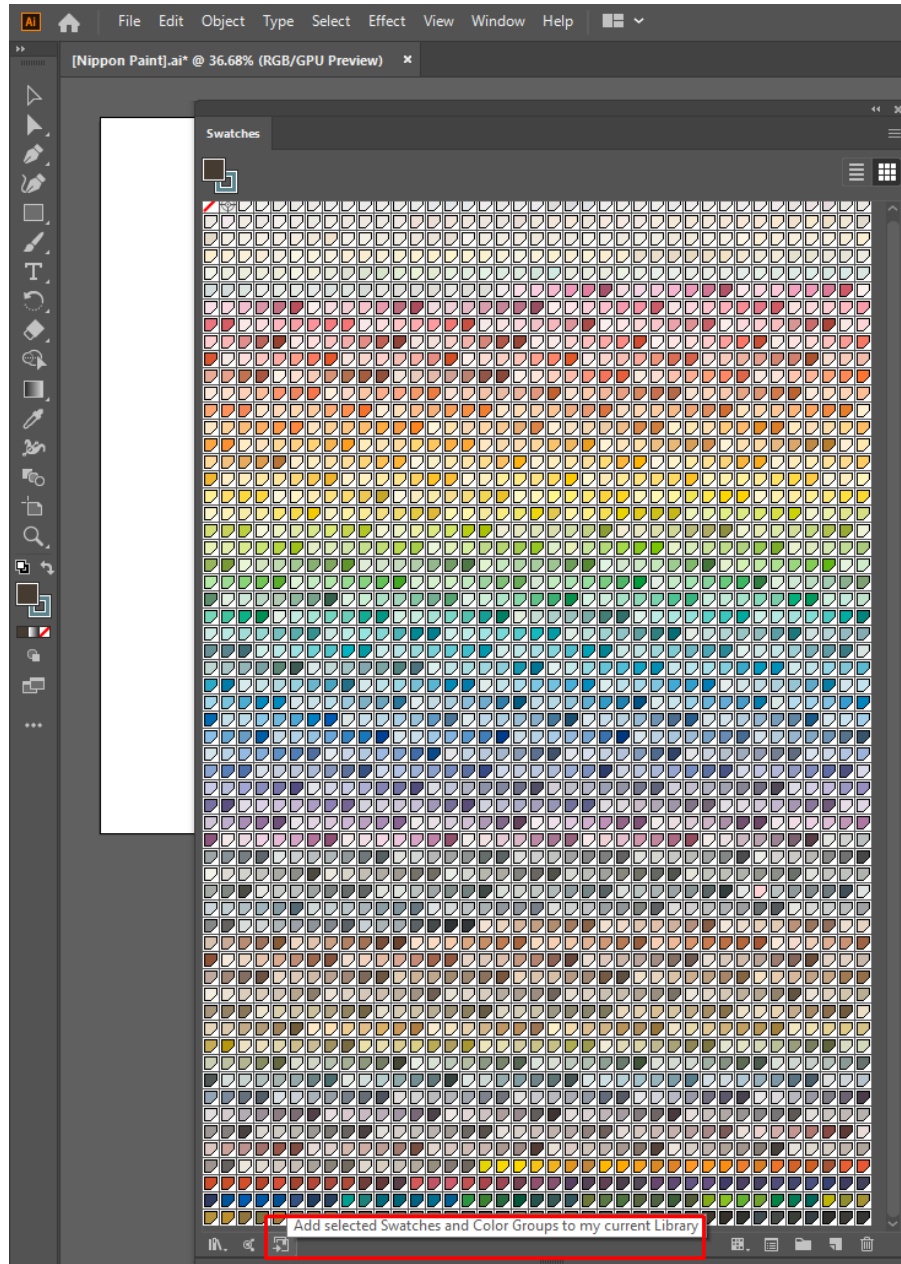 Ai File Edit Object Type Select Effect View Window Help
[Nippon Paint].ai* @ 36.68% (RGB/GPU Preview) ×
Swatches
T
Add selected Swatches and Color Groups to my current Library